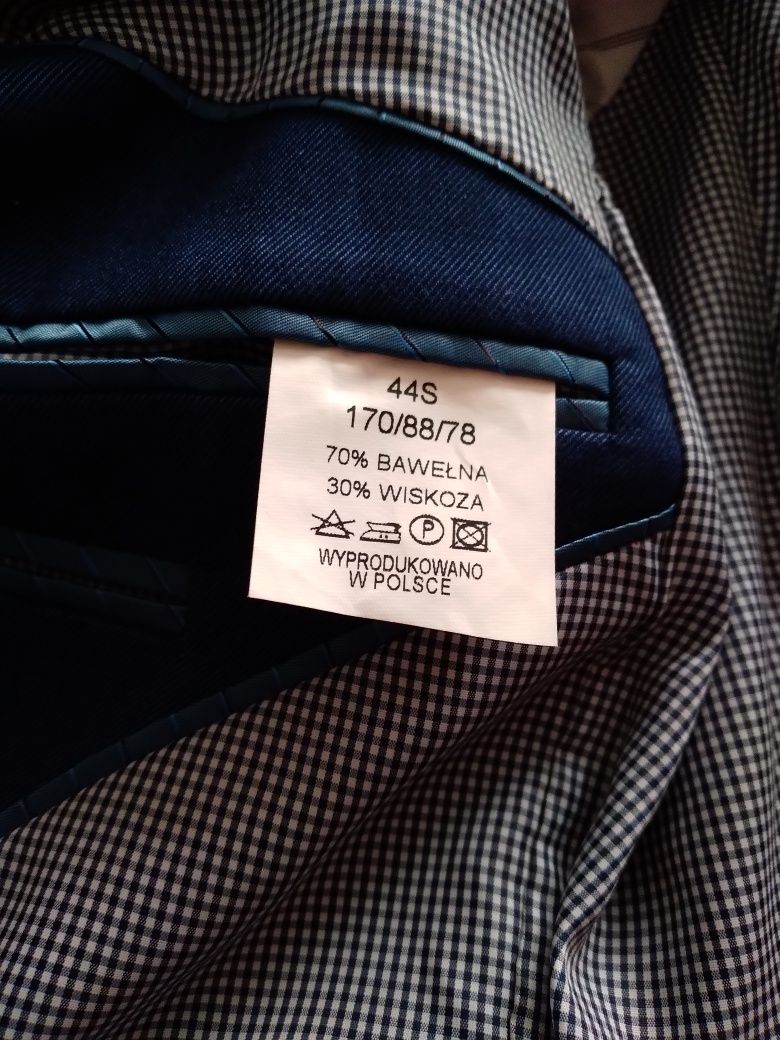 44S
170/88/78
70% BAWEŁNA
30% WISKOZA
P
WYPRODUKOWANO
W POLSCE